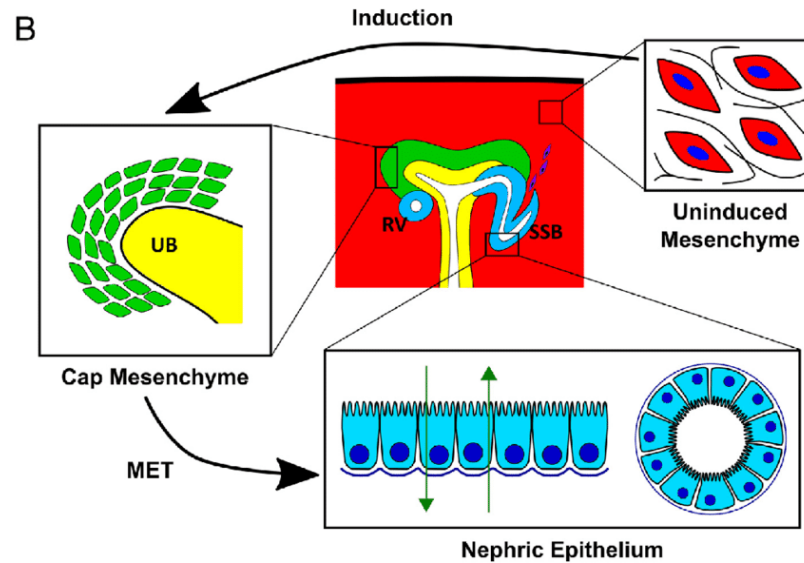 B
Induction
UB
RV
SSB
Uninduced
Mesenchyme
Cap Mesenchyme
MET
Nephric Epithelium